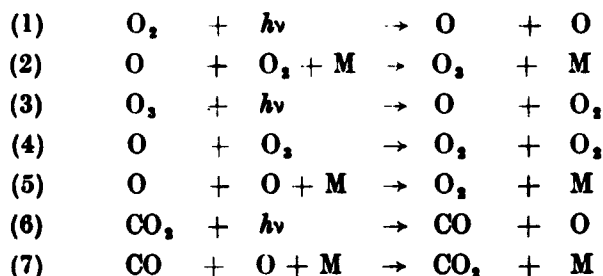 (1) O₂ + hν → O + O
(2) O + O₂ + M → O₃ + M
(3) O₃ + hν → O + O₂
(4) O + O₃ → O₂ + O₂
(5) O + O + M → O₂ + M
(6) CO₂ + hν → CO + O
(7) CO + O + M → CO₂ + M